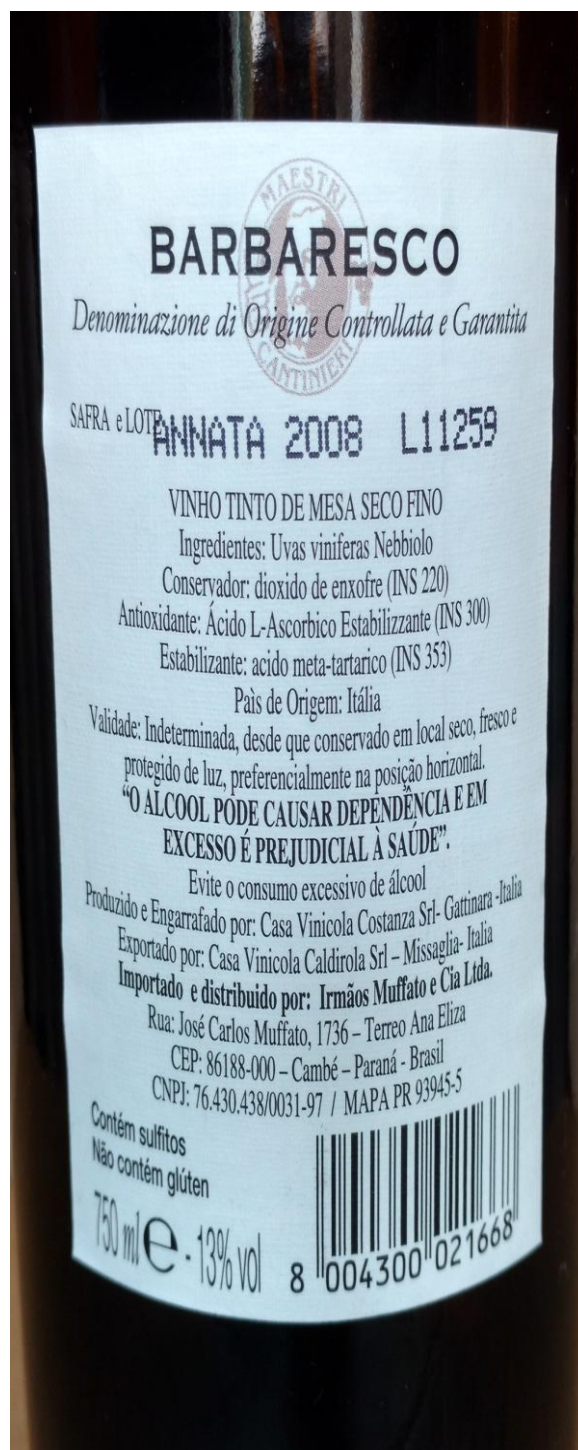 MAESTRI
CANTINIERI
BARBARESCO
Denominazione di Origine Controllata e Garantita
SAFRA e LOTE ANNATA 2008 L11259
VINHO TINTO DE MESA SECO FINO
Ingredientes: Uvas viniferas Nebbiolo
Conservador: dioxido de enxofre (INS 220)
Antioxidante: Ácido L-Ascorbico Estabilizzante (INS 300)
Estabilizante: acido meta-tartarico (INS 353)
Paìs de Origem: Itália
Validade: Indeterminada, desde que conservado em local seco, fresco e
protegido de luz, preferencialmente na posição horizontal.
“O ALCOOL PODE CAUSAR DEPENDÊNCIA E EM
EXCESSO É PREJUDICIAL À SAÚDE”.
Evite o consumo excessivo de álcool
Produzido e Engarrafado por: Casa Vinicola Costanza Srl- Gattinara -Italia
Exportado por: Casa Vinicola Caldirola Srl – Missaglia- Italia
Importado e distribuido por: Irmãos Muffato e Cia Ltda.
Rua: José Carlos Muffato, 1736 – Terreo Ana Eliza
CEP: 86188-000 – Cambé – Paraná - Brasil
CNPJ: 76.430.438/0031-97 / MAPA PR 93945-5
Contém sulfitos
Não contém glúten
750 ml e - 13% vol
8 004300 021668